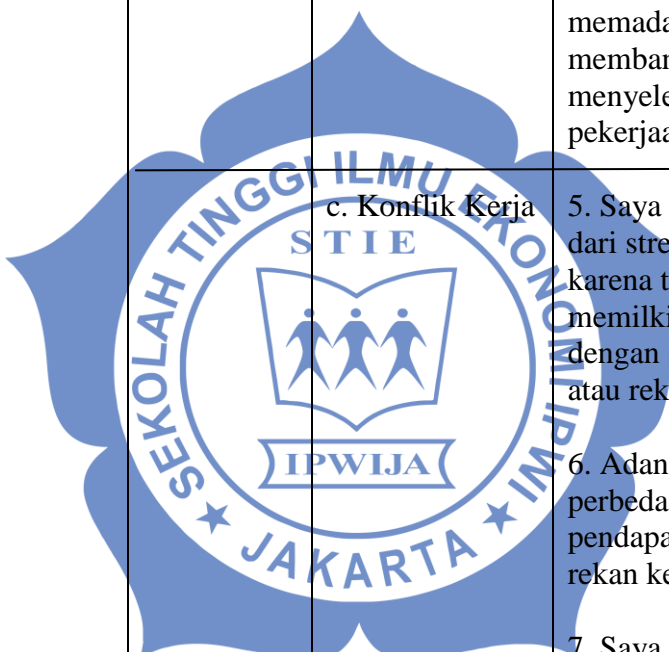 memada
membar
menyele
pekerjaa
c. Konflik Kerja
5. Saya
dari stre
karena t
memilki
dengan
atau rek
6. Adan
perbeda
pendapa
rekan ke
7. Saya
SEKOLAH TINGGI ILMU EKONOMI IPWI
STIE
IPWIJA
★ JAKARTA ★